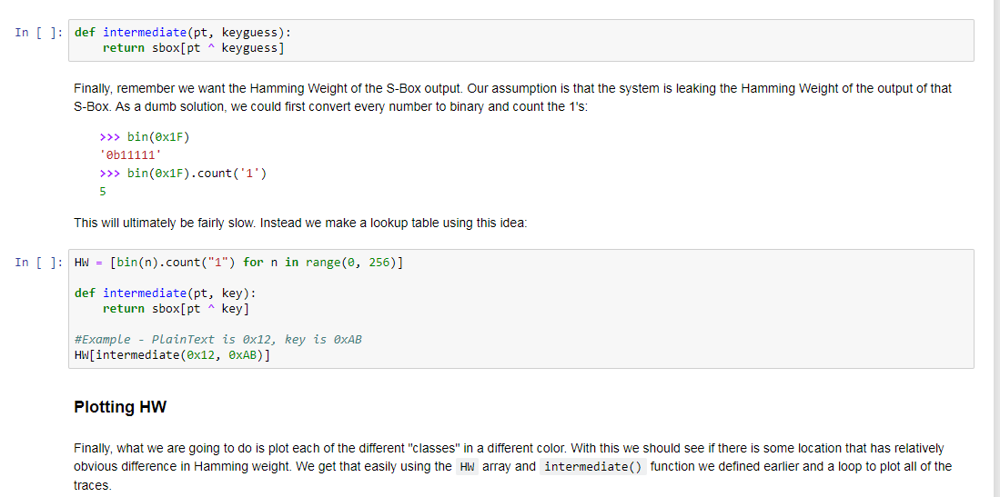 In [ ]: def intermediate(pt, keyguess):
return sbox[pt ^ keyguess]
Finally, remember we want the Hamming Weight of the S-Box output. Our assumption is that the system is leaking the Hamming Weight of the output of that
S-Box. As a dumb solution, we could first convert every number to binary and count the 1's:
>>> bin(0x1F)
'0b11111'
>>> bin(0x1F).count('1')
5
This will ultimately be fairly slow. Instead we make a lookup table using this idea:
In [ ]: HW = [bin(n).count("1") for n in range(0, 256)]
def intermediate(pt, key):
return sbox[pt ^ key]
#Example - PlainText is 0x12, key is 0xAB
HW[intermediate(0x12, 0xAB)]
Plotting HW
Finally, what we are going to do is plot each of the different "classes" in a different color. With this we should see if there is some location that has relatively
obvious difference in Hamming weight. We get that easily using the HW array and intermediate() function we defined earlier and a loop to plot all of the
traces.